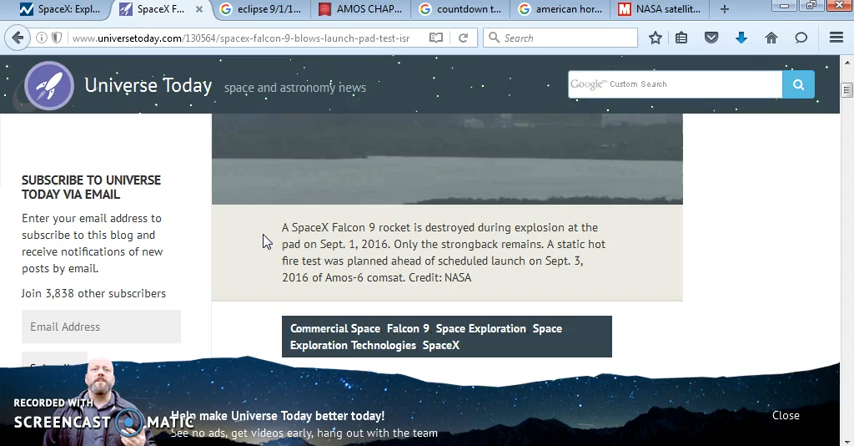 SpaceX: Expl...
SpaceX F...
eclipse 9/1/1...
AMOS CHAP...
countdown t...
american hor...
NASA satellit...
www.universetoday.com/130564/spacex-falcon-9-blows-launch-pad-test-isr
Search
Universe Today
space and astronomy news
Google™ Custom Search
SUBSCRIBE TO UNIVERSE
TODAY VIA EMAIL
Enter your email address to
subscribe to this blog and
receive notifications of new
posts by email.
Join 3,838 other subscribers
Email Address
A SpaceX Falcon 9 rocket is destroyed during explosion at the
pad on Sept. 1, 2016. Only the strongback remains. A static hot
fire test was planned ahead of scheduled launch on Sept. 3,
2016 of Amos-6 comsat. Credit: NASA
Commercial Space Falcon 9 Space Exploration Space
Exploration Technologies SpaceX
RECORDED WITH
SCREENCAST MATIC
Help make Universe Today better today!
See no ads, get videos early, hang out with the team
Close